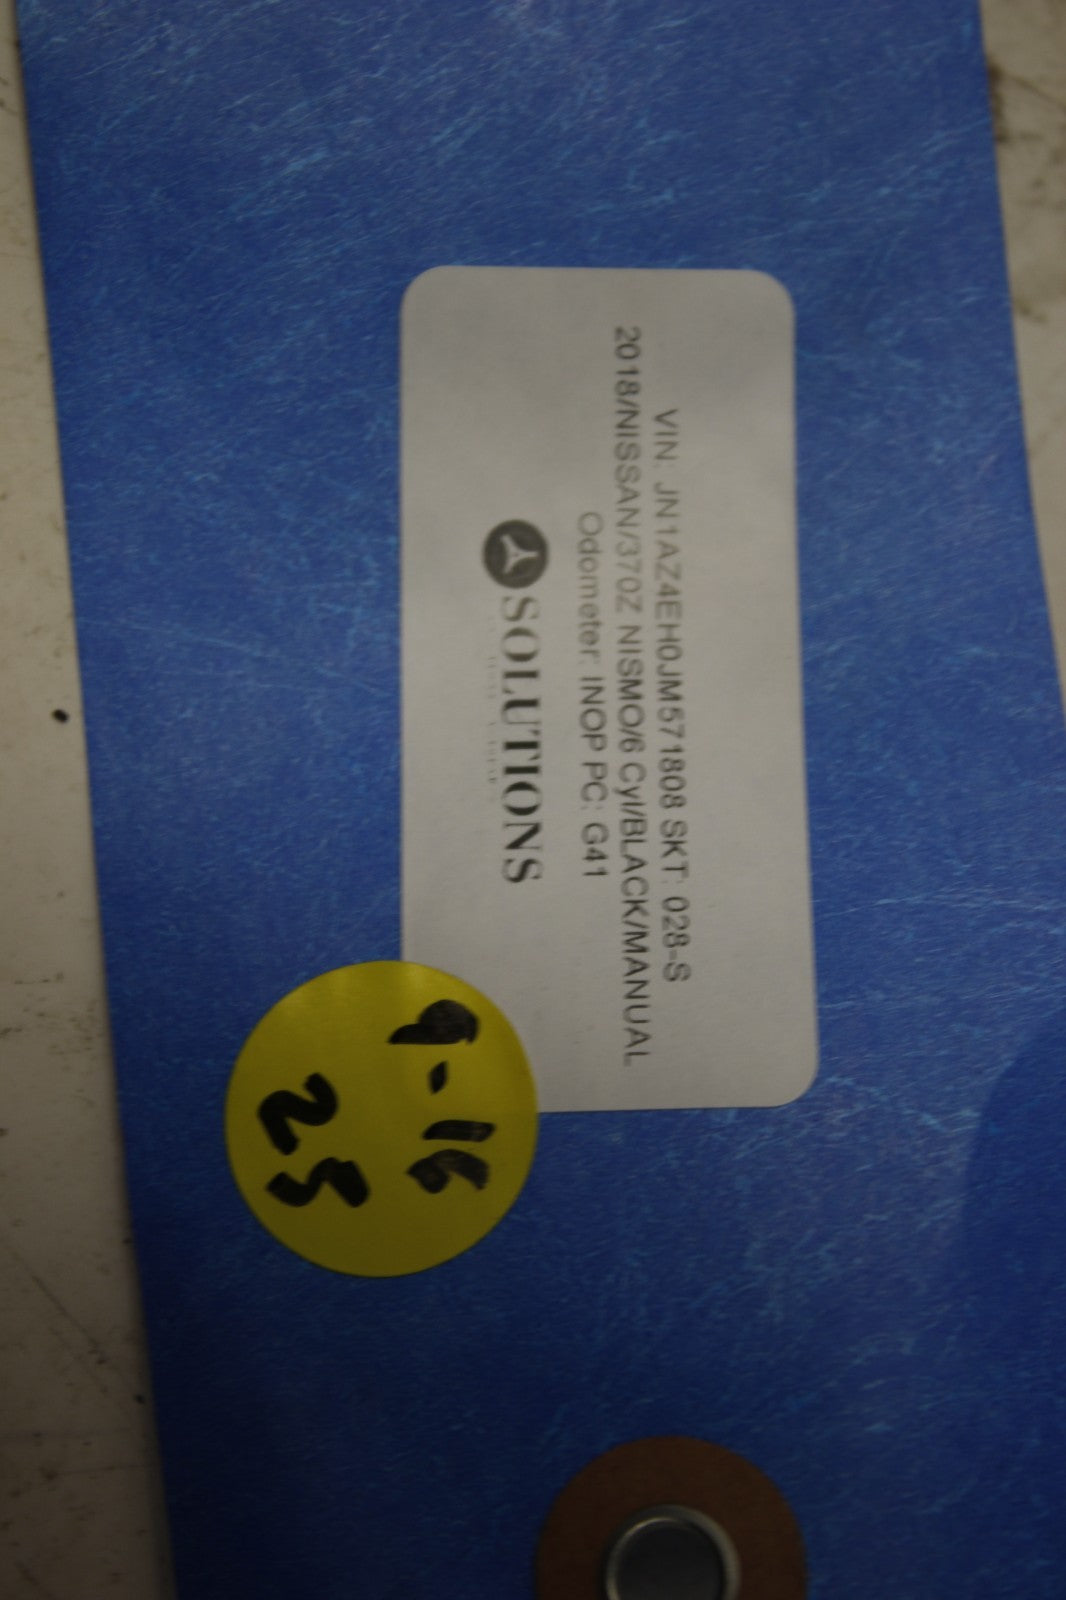 VIN: JN1AZ4EH0JM571808 SKT: 028-S
2018/NISSAN/370Z NISMO/6 Cyl/BLACK/MANUAL
Odometer: INOP PC: G41
SOLUTIONS
9-16
25